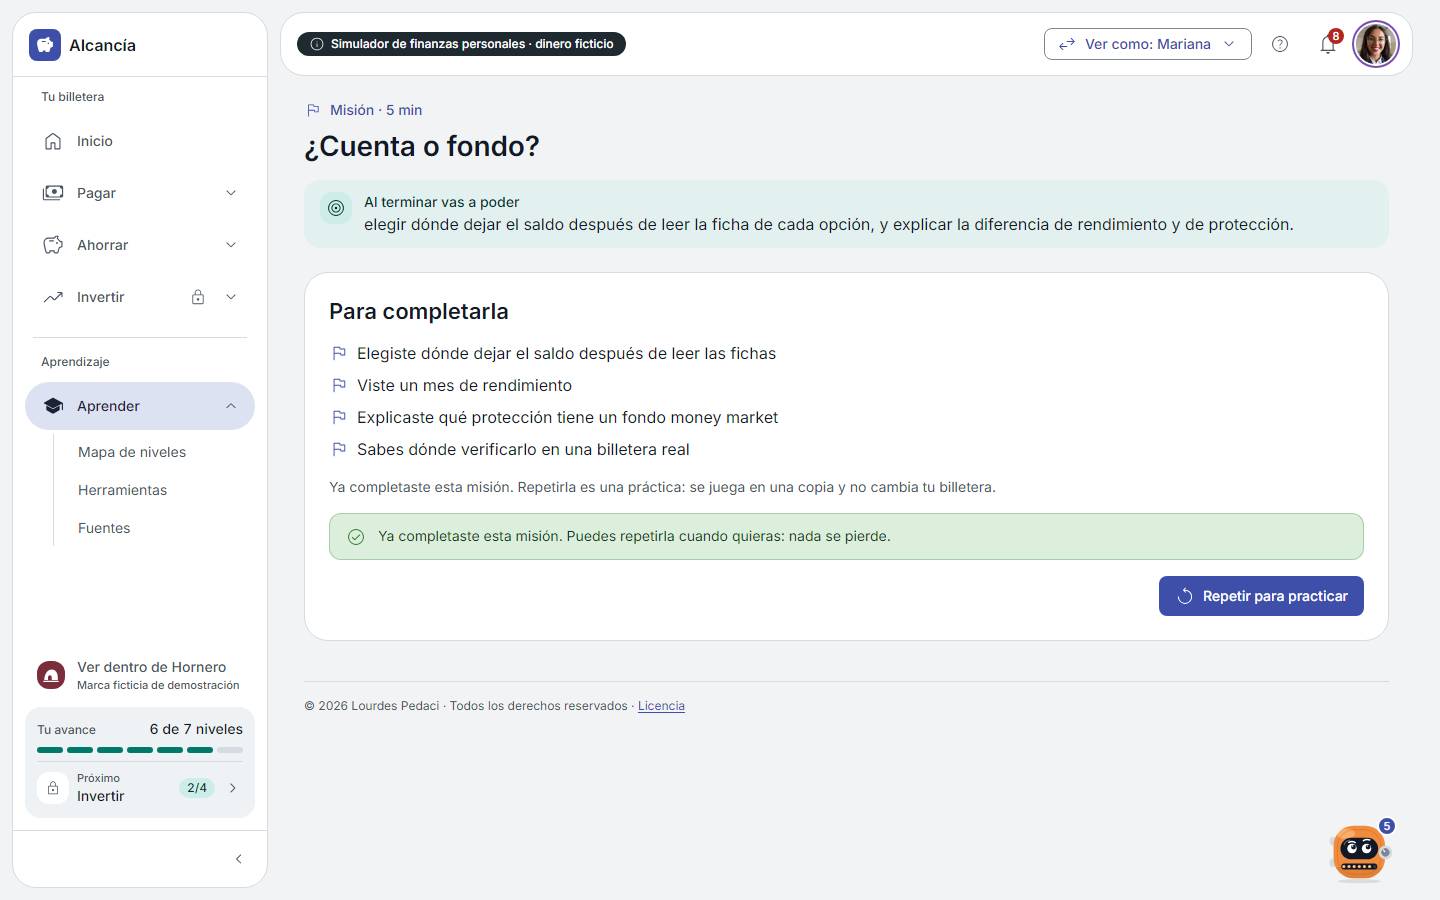 Alcancía
Simulador de finanzas personales · dinero ficticio
Ver como: Mariana
8
Tu billetera
Inicio
Pagar
Ahorrar
Invertir
Aprendizaje
Aprender
Mapa de niveles
Herramientas
Fuentes
Ver dentro de Hornero
Marca ficticia de demostración
Tu avance
6 de 7 niveles
Próximo
Invertir
2/4
Misión · 5 min
¿Cuenta o fondo?
Al terminar vas a poder
elegir dónde dejar el saldo después de leer la ficha de cada opción, y explicar la diferencia de rendimiento y de protección.
Para completarla
Elegiste dónde dejar el saldo después de leer las fichas
Viste un mes de rendimiento
Explicaste qué protección tiene un fondo money market
Sabes dónde verificarlo en una billetera real
Ya completaste esta misión. Repetirla es una práctica: se juega en una copia y no cambia tu billetera.
Ya completaste esta misión. Puedes repetirla cuando quieras: nada se pierde.
Repetir para practicar
© 2026 Lourdes Pedaci · Todos los derechos reservados · Licencia
5